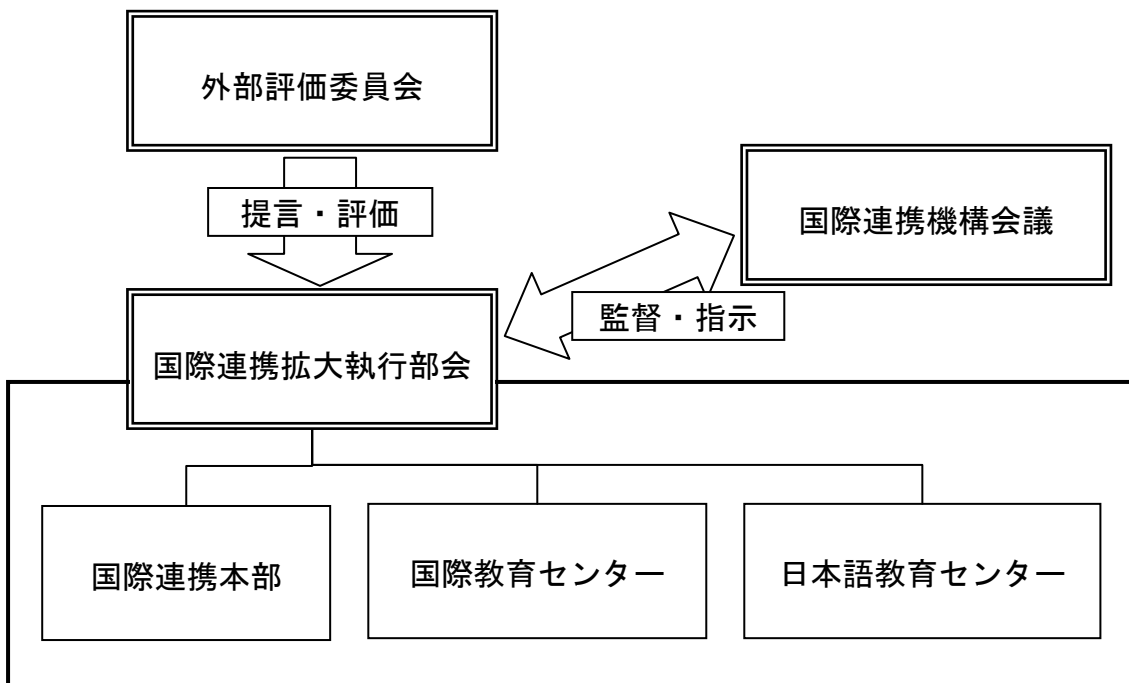 外部評価委員会
提言・評価
国際連携機構会議
監督・指示
国際連携拡大執行部会
国際連携本部
国際教育センター
日本語教育センター